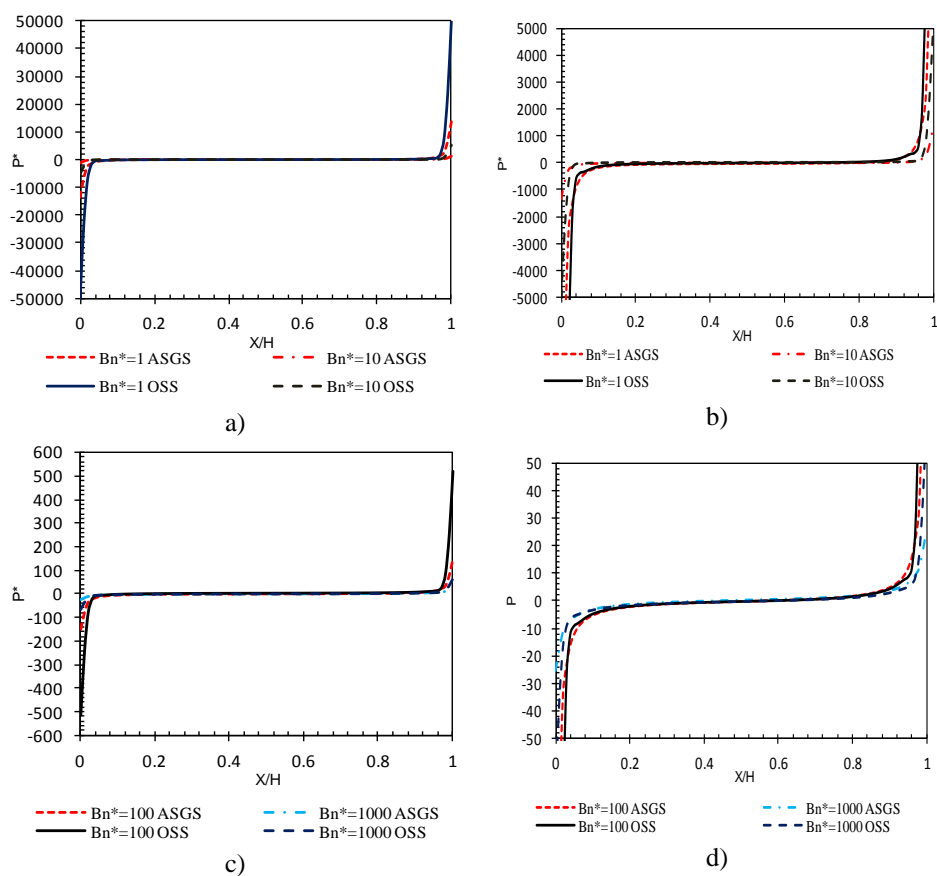 50000
40000
30000
20000
10000
0
-10000
-20000
-30000
-40000
-50000
P*
0 0.2 0.4 0.6 0.8 1
X/H
Bn*=1 ASGS Bn*=10 ASGS
Bn*=1 OSS Bn*=10 OSS
a)
5000
4000
3000
2000
1000
0
-1000
-2000
-3000
-4000
-5000
P*
0 0.2 0.4 0.6 0.8 1
X/H
Bn*=1 ASGS Bn*=10 ASGS
Bn*=1 OSS Bn*=10 OSS
b)
600
500
400
300
200
100
0
-100
-200
-300
-400
-500
-600
P*
0 0.2 0.4 0.6 0.8 1
X/H
Bn*=100 ASGS Bn*=1000 ASGS
Bn*=100 OSS Bn*=1000 OSS
c)
50
40
30
20
10
0
-10
-20
-30
-40
-50
P
0 0.2 0.4 0.6 0.8 1
X/H
Bn*=100 ASGS Bn*=1000 ASGS
Bn*=100 OSS Bn*=1000 OSS
d)